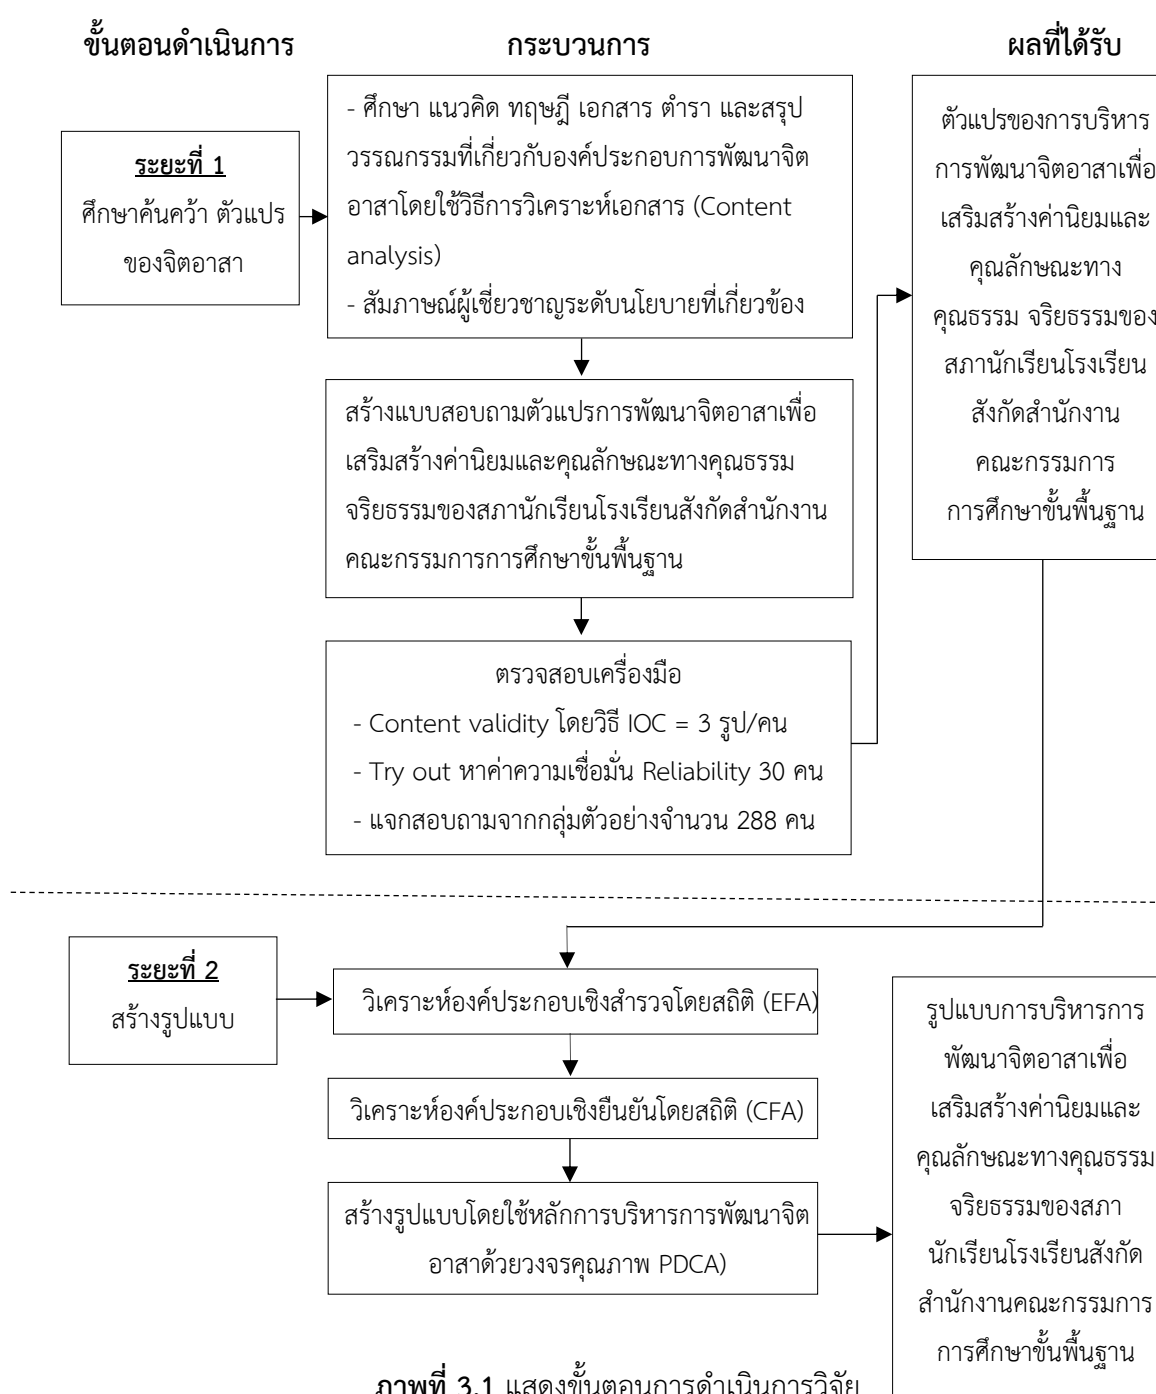 ขั้นตอนดำเนินการ
กระบวนการ
ผลที่ได้รับ
ระยะที่ 1
ศึกษาค้นคว้า ตัวแปร
ของจิตอาสา
- ศึกษา แนวคิด ทฤษฎี เอกสาร ตำรา และสรุป
วรรณกรรมที่เกี่ยวกับองค์ประกอบการพัฒนาจิต
อาสาโดยใช้วิธีการวิเคราะห์เอกสาร (Content
analysis)
- สัมภาษณ์ผู้เชี่ยวชาญระดับนโยบายที่เกี่ยวข้อง
สร้างแบบสอบถามตัวแปรการพัฒนาจิตอาสาเพื่อ
เสริมสร้างค่านิยมและคุณลักษณะทางคุณธรรม
จริยธรรมของสภานักเรียนโรงเรียนสังกัดสำนักงาน
คณะกรรมการการศึกษาขั้นพื้นฐาน
ตรวจสอบเครื่องมือ
- Content validity โดยวิธี IOC = 3 รูป/คน
- Try out หาค่าความเชื่อมั่น Reliability 30 คน
- แจกสอบถามจากกลุ่มตัวอย่างจำนวน 288 คน
ตัวแปรของการบริหาร
การพัฒนาจิตอาสาเพื่อ
เสริมสร้างค่านิยมและ
คุณลักษณะทาง
คุณธรรม จริยธรรมของ
สภานักเรียนโรงเรียน
สังกัดสำนักงาน
คณะกรรมการ
การศึกษาขั้นพื้นฐาน
ระยะที่ 2
สร้างรูปแบบ
วิเคราะห์องค์ประกอบเชิงสำรวจโดยสถิติ (EFA)
วิเคราะห์องค์ประกอบเชิงยืนยันโดยสถิติ (CFA)
สร้างรูปแบบโดยใช้หลักการบริหารการพัฒนาจิต
อาสาด้วยวงจรคุณภาพ PDCA)
รูปแบบการบริหารการ
พัฒนาจิตอาสาเพื่อ
เสริมสร้างค่านิยมและ
คุณลักษณะทางคุณธรรม
จริยธรรมของสภา
นักเรียนโรงเรียนสังกัด
สำนักงานคณะกรรมการ
การศึกษาขั้นพื้นฐาน
ภาพที่ 3.1 แสดงขั้นตอนการดำเนินการวิจัย